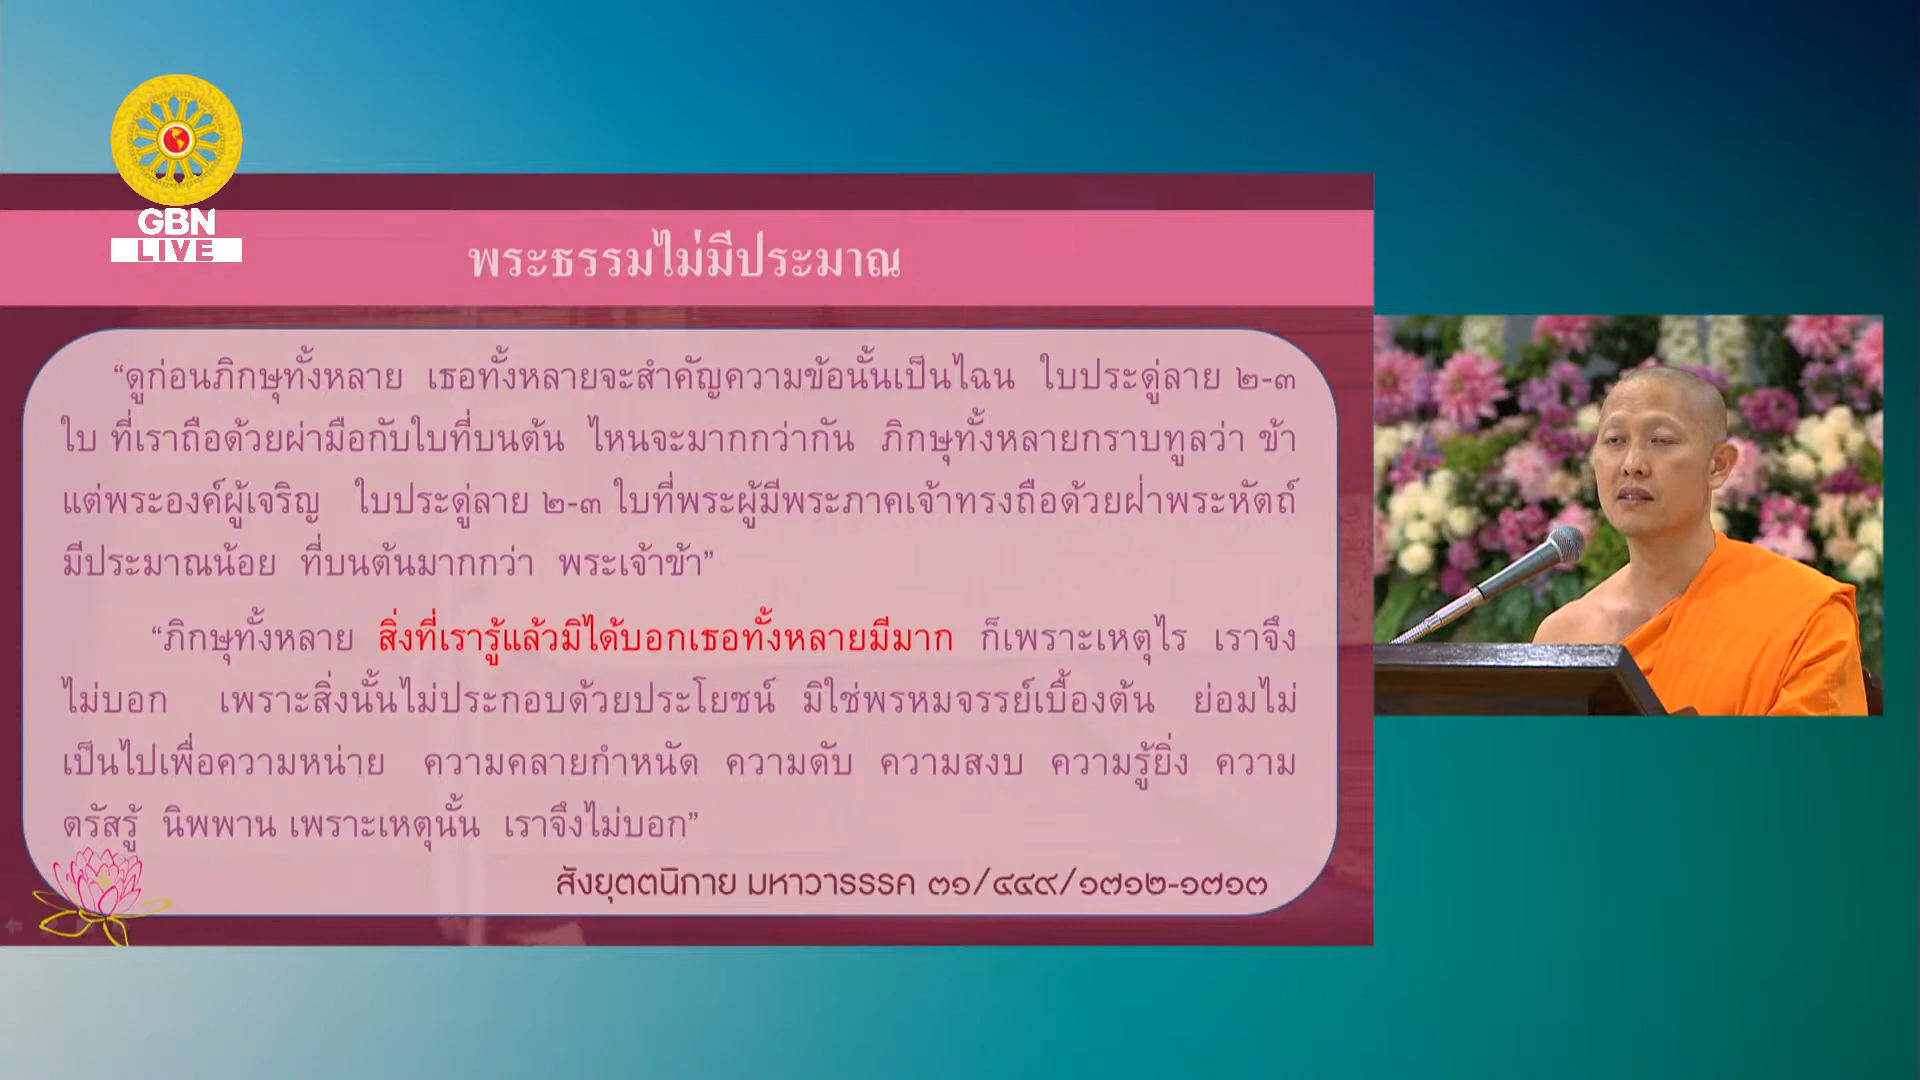 GBN
LIVE
พระธรรมไม่มีประมาณ
“ดูก่อนภิกษุทั้งหลาย เธอทั้งหลายจะสำคัญความข้อนั้นเป็นไฉน ใบประดู่ลาย ๒-๓
ใบ ที่เราถือด้วยฝ่ามือกับใบที่บนต้น ไหนจะมากกว่ากัน ภิกษุทั้งหลายกราบทูลว่า ข้า
แต่พระองค์ผู้เจริญ ใบประดู่ลาย ๒-๓ ใบที่พระผู้มีพระภาคเจ้าทรงถือด้วยฝ่าพระหัตถ์
มีประมาณน้อย ที่บนต้นมากกว่า พระเจ้าข้า”
“ภิกษุทั้งหลาย สิ่งที่เรารู้แล้วมิได้บอกเธอทั้งหลายมีมาก ก็เพราะเหตุไร เราจึง
ไม่บอก เพราะสิ่งนั้นไม่ประกอบด้วยประโยชน์ มิใช่พรหมจรรย์เบื้องต้น ย่อมไม่
เป็นไปเพื่อความหน่าย ความคลายกำหนัด ความดับ ความสงบ ความรู้ยิ่ง ความ
ตรัสรู้ นิพพาน เพราะเหตุนั้น เราจึงไม่บอก”
สังยุตตนิกาย มหาวารรรค ๓๑/๔๔๙/๑๗๑๒-๑๗๑๓